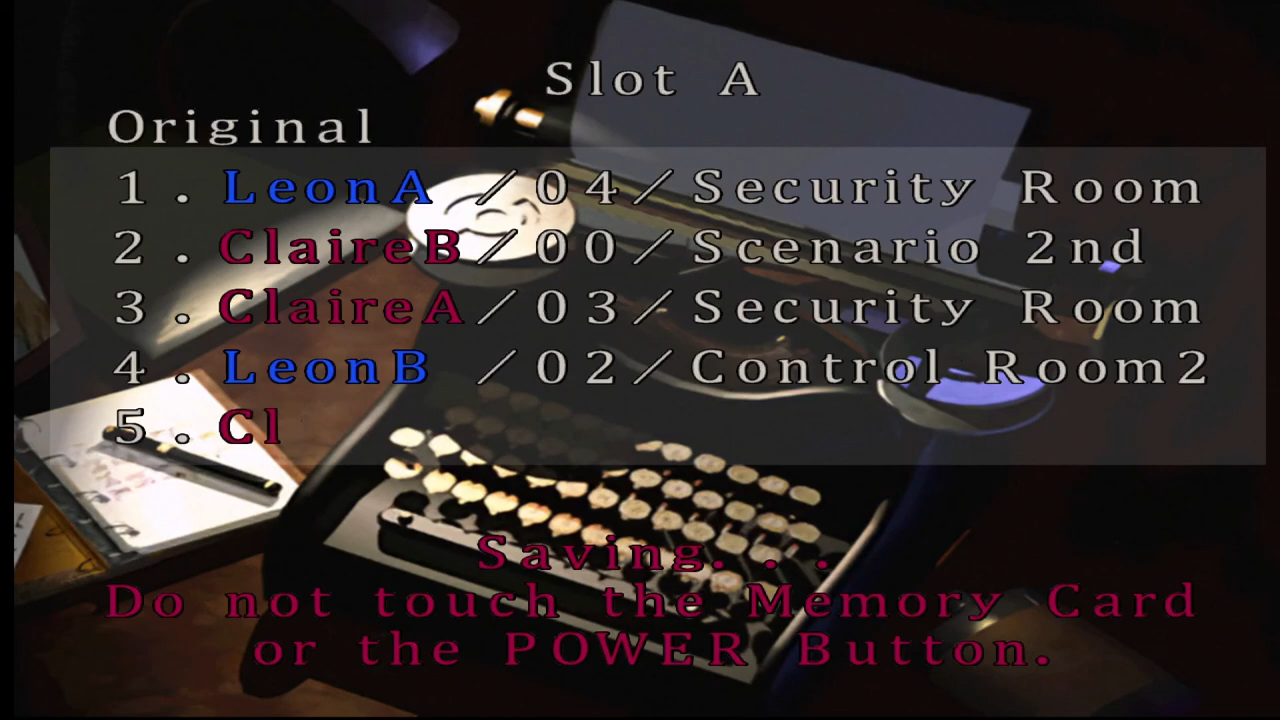 Slot A
Original
1. LeonA /04/Security Room
2. ClaireB/00/Scenario 2nd
3. ClaireA/03/Security Room
4. LeonB /02/Control Room2
5. Cl
Saving...
Do not touch the Memory Card
or the POWER Button.